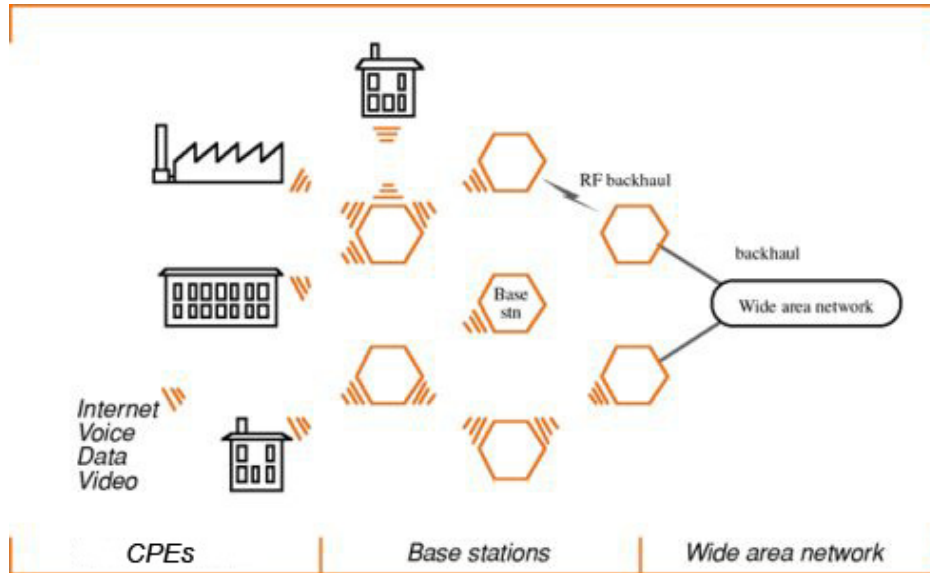 RF backhaul
backhaul
Base
stn
Wide area network
Internet
Voice
Data
Video
CPEs
Base stations
Wide area network